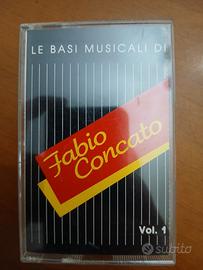 LE BASI MUSICALI DI
Fabio
Concato
Vol. 1
subito